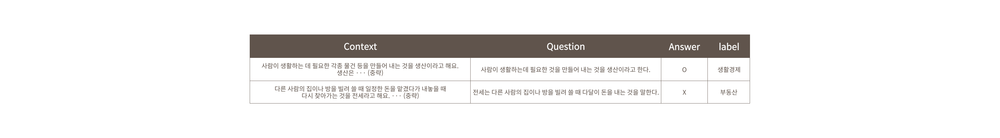 Context Question Answer label
사람이 생활하는 데 필요한 각종 물건 등을 만들어 내는 것을 생산이라고 해요.
생산은 · · · (중략)
사람이 생활하는데 필요한 것을 만들어 내는 것을 생산이라고 한다.
O
생활경제
다른 사람의 집이나 방을 빌려 쓸 때 일정한 돈을 맡겼다가 내놓을 때
다시 찾아가는 것을 전세라고 해요. · · · (중략)
전세는 다른 사람의 집이나 방을 빌려 쓸 때 다달이 돈을 내는 것을 말한다.
X
부동산